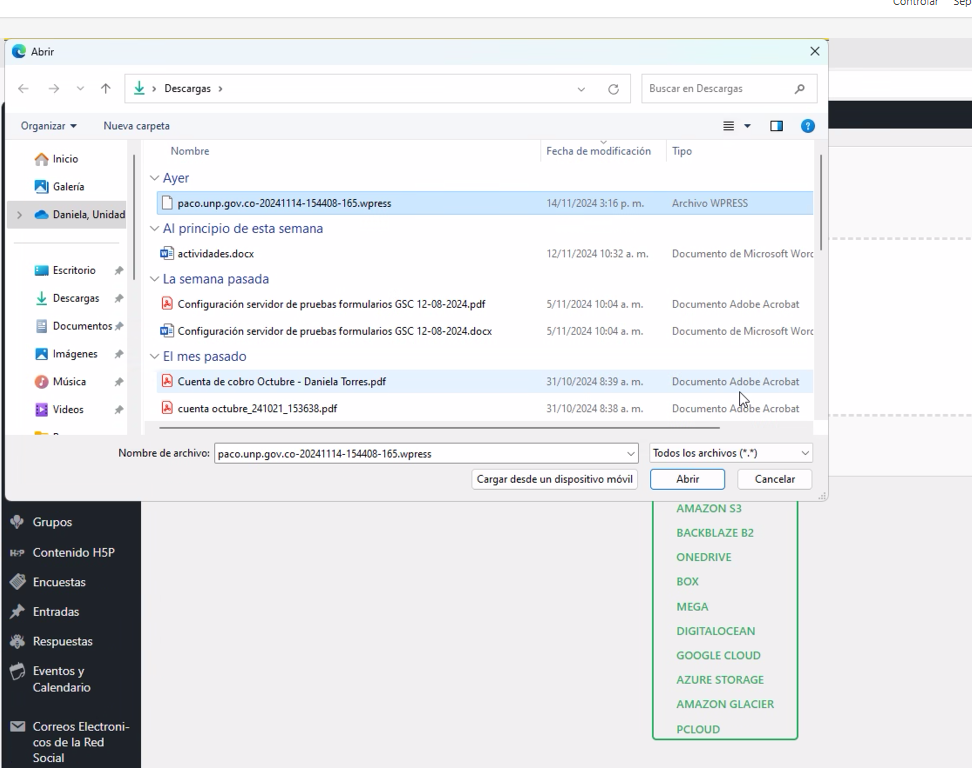 Controlar Sep
Abrir
Descargas
Buscar en Descargas
Organizar
Nueva carpeta
Nombre
Fecha de modificación
Tipo
Inicio
Galería
Daniela, Unidad
Escritorio
Descargas
Documentos
Imágenes
Música
Videos
Ayer
paco.unp.gov.co-20241114-154408-165.wpress 14/11/2024 3:16 p. m. Archivo WPRESS
Al principio de esta semana
actividades.docx 12/11/2024 10:32 a. m. Documento de Microsoft Word
La semana pasada
Configuración servidor de pruebas formularios GSC 12-08-2024.pdf 5/11/2024 10:04 a. m. Documento Adobe Acrobat
Configuración servidor de pruebas formularios GSC 12-08-2024.docx 5/11/2024 10:04 a. m. Documento de Microsoft Word
El mes pasado
Cuenta de cobro Octubre - Daniela Torres.pdf 31/10/2024 8:39 a. m. Documento Adobe Acrobat
cuenta octubre_241021_153638.pdf 31/10/2024 8:38 a. m. Documento Adobe Acrobat
Nombre de archivo: paco.unp.gov.co-20241114-154408-165.wpress Todos los archivos (*.*)
Cargar desde un dispositivo móvil Abrir Cancelar
Grupos
H5P Contenido H5P
Encuestas
Entradas
Respuestas
Eventos y
Calendario
Correos Electroni-
cos de la Red
Social
AMAZON S3
BACKBLAZE B2
ONEDRIVE
BOX
MEGA
DIGITALOCEAN
GOOGLE CLOUD
AZURE STORAGE
AMAZON GLACIER
PCLOUD